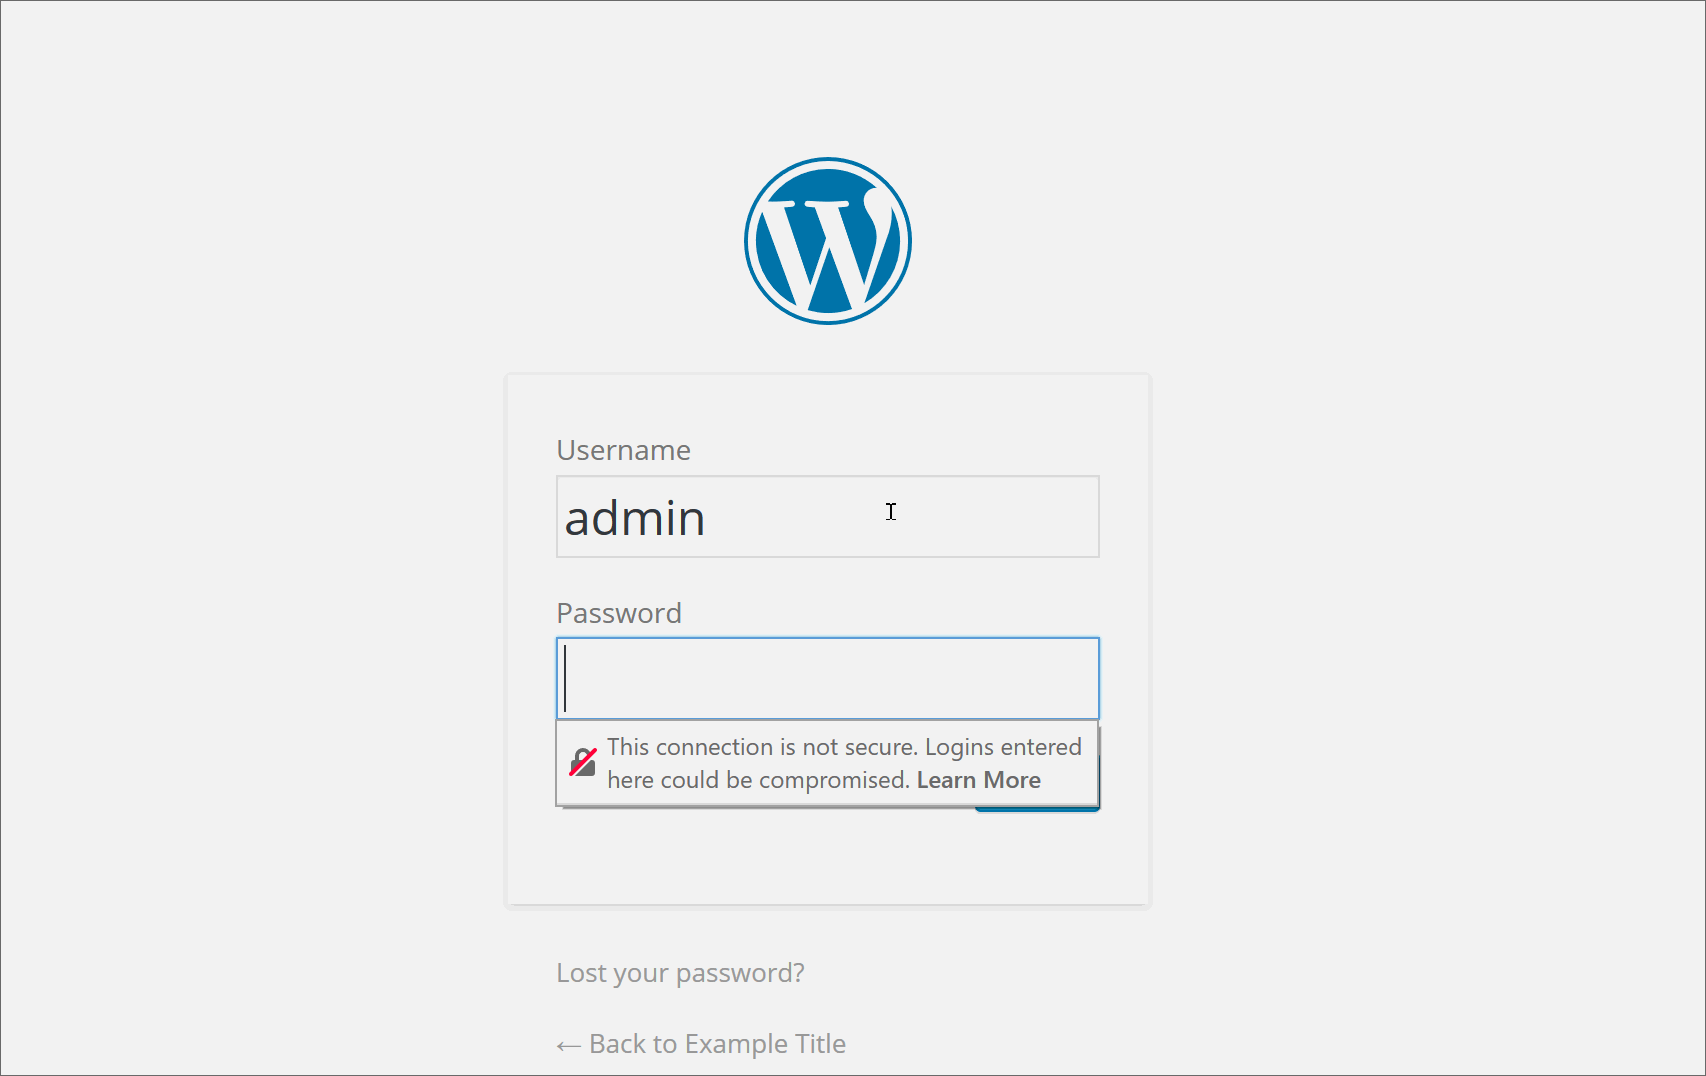 Username
admin
Password
This connection is not secure. Logins entered
here could be compromised. Learn More
Lost your password?
← Back to Example Title